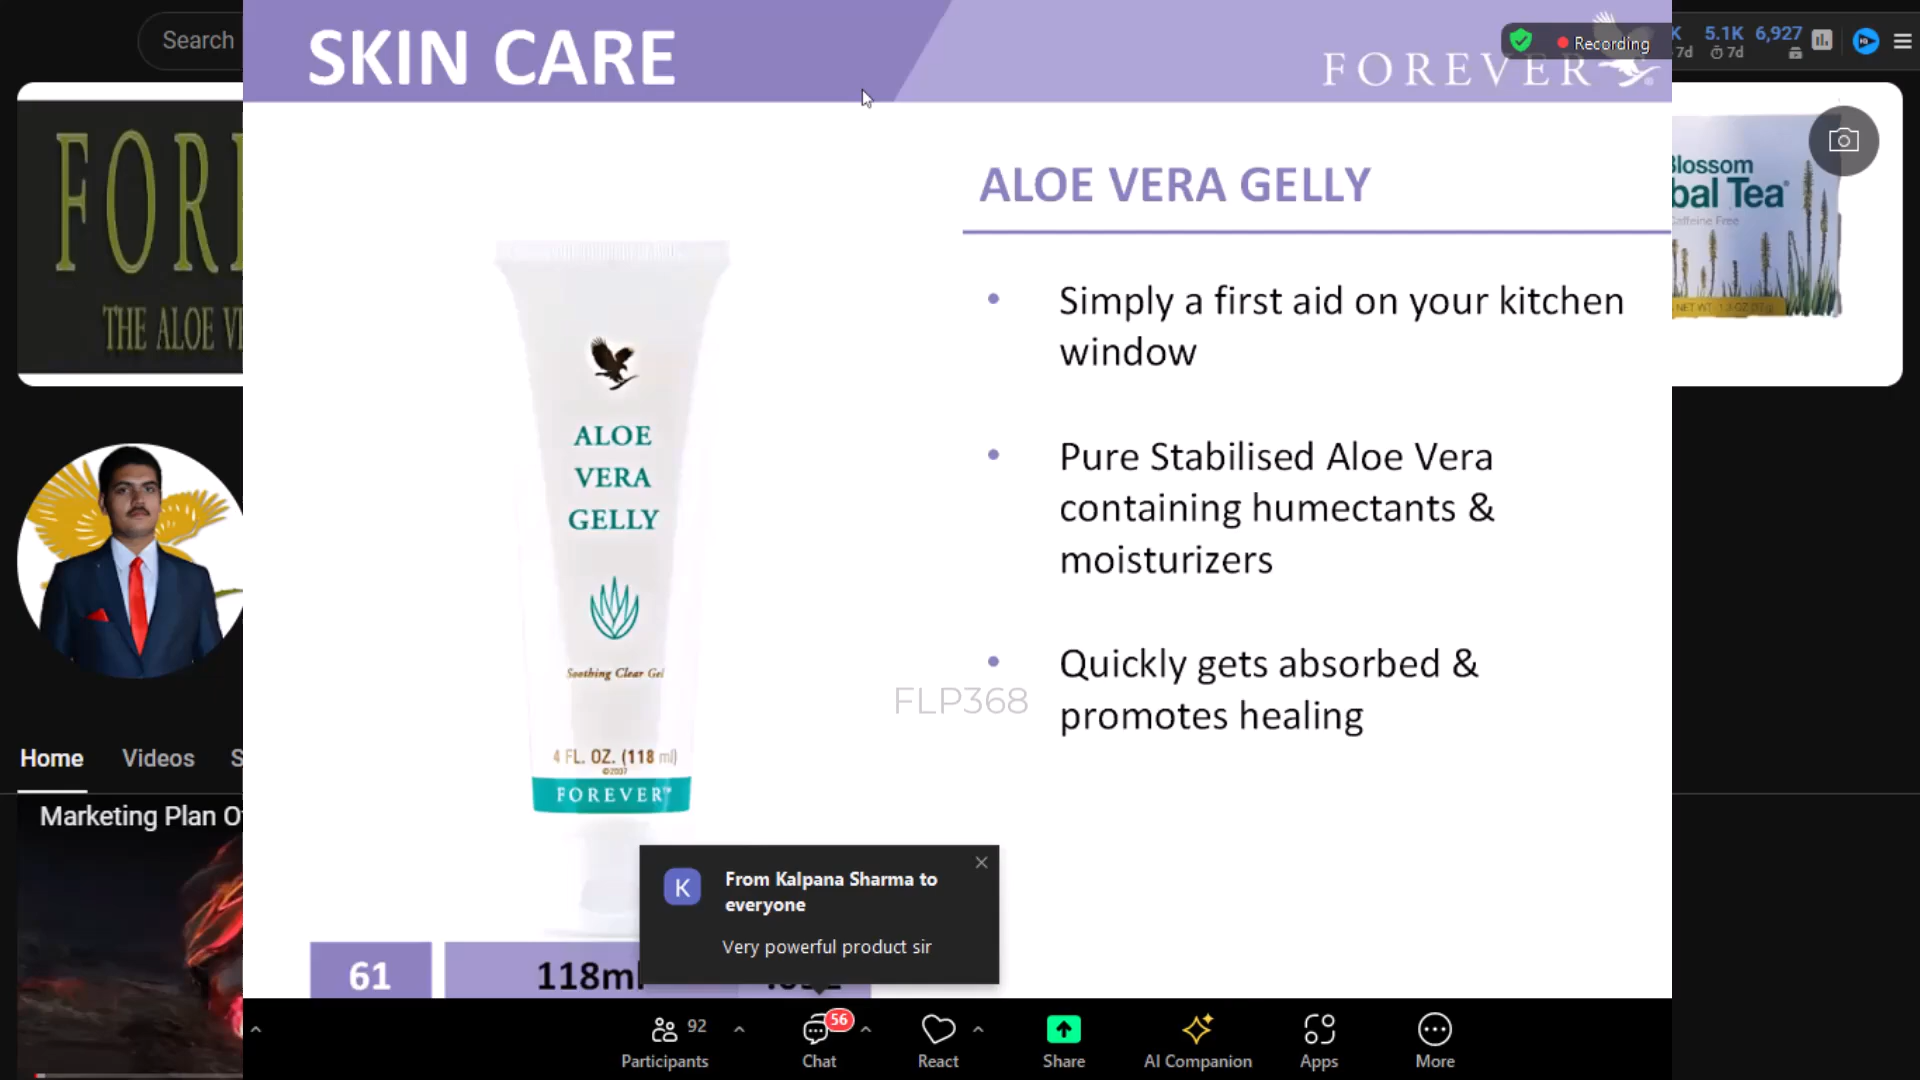 Search
SKIN CARE
FOREVER
Recording
K
5.1K
6,927
7d
7d
FOR
THE ALOE
ALOE VERA GELLY
Blossom
bal Tea
Caffeine Free
Simply a first aid on your kitchen
window
Pure Stabilised Aloe Vera
containing humectants &
moisturizers
Quickly gets absorbed &
promotes healing
ALOE
VERA
GELLY
Soothing Clear Gel
4 FL. OZ. (118 ml)
©2007
FOREVER™
FLP368
Home
Videos
S
Marketing Plan O
K
From Kalpana Sharma to
everyone
Very powerful product sir
61
118ml
92
56
Participants
Chat
React
Share
AI Companion
Apps
More